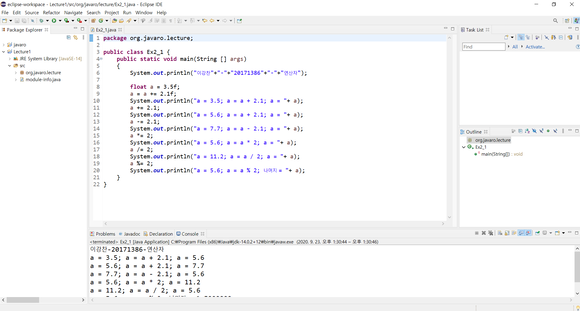 eclipse-workspace - Lecture1/src/org/javaro/lecture/Ex2_1.java - Eclipse IDE
File Edit Source Refactor Navigate Search Project Run Window Help
Package Explorer
javaro
Lecture1
JRE System Library [JavaSE-14]
src
org.javaro.lecture
module-info.java
Ex2_1.java
1 package org.javaro.lecture;
2
3 public class Ex2_1 {
4 public static void main(String [] args)
5 {
6 System.out.println("이강찬"+"-"+"20171386"+"-"+"연산자");
7
8 float a = 3.5f;
9 a = a += 2.1f;
10 System.out.println("a = 3.5; a = a + 2.1; a = "+ a);
11 a += 2.1;
12 System.out.println("a = 5.6; a = a + 2.1; a = "+ a);
13 a -= 2.1;
14 System.out.println("a = 7.7; a = a - 2.1; a = "+ a);
15 a *= 2;
16 System.out.println("a = 5.6; a = a * 2; a = "+ a);
17 a /= 2;
18 System.out.println("a = 11.2; a = a / 2; a = "+ a);
19 a %= 2;
20 System.out.println("a = 5.6; a = a % 2; 나머지 = "+ a);
21 }
22 }
Task List
Find
All
Activate...
Outline
org.javaro.lecture
Ex2_1
main(String[]) : void
Problems Javadoc Declaration Console
<terminated> Ex2_1 [Java Application] C:₩Program Files (x86)₩Java₩jdk-14.0.2+12₩bin₩javaw.exe (2020. 9. 23. 오후 1:30:44 – 오후 1:30:46)
이강찬-20171386-연산자
a = 3.5; a = a + 2.1; a = 5.6
a = 5.6; a = a + 2.1; a = 7.7
a = 7.7; a = a - 2.1; a = 5.6
a = 5.6; a = a * 2; a = 11.2
a = 11.2; a = a / 2; a = 5.6